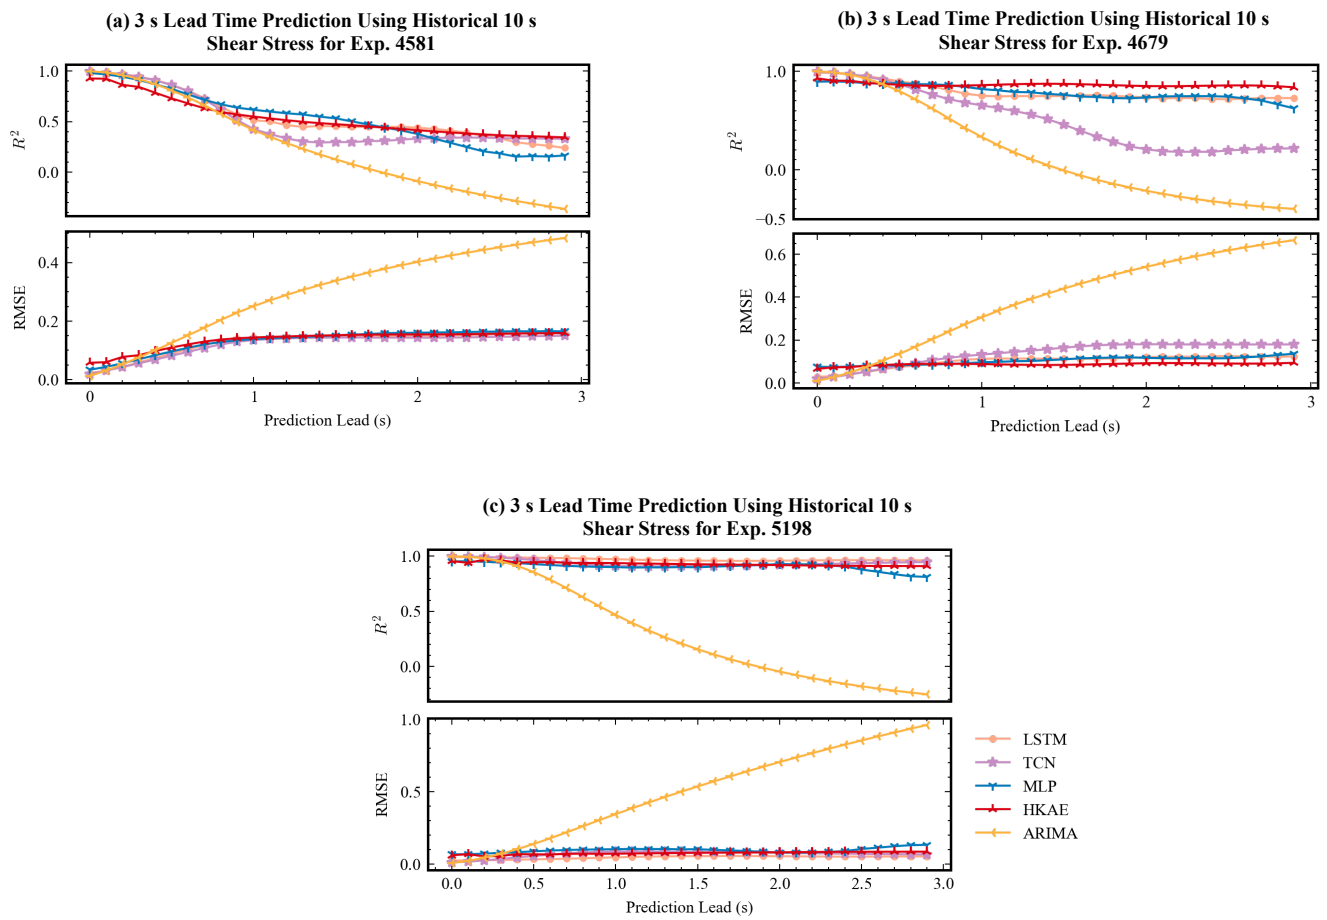 (a) 3 s Lead Time Prediction Using Historical 10 s
Shear Stress for Exp. 4581
1.0
0.5
0.0
R²
0.4
0.2
0.0
RMSE
0
1
2
3
Prediction Lead (s)
(b) 3 s Lead Time Prediction Using Historical 10 s
Shear Stress for Exp. 4679
1.0
0.5
0.0
−0.5
R²
0.6
0.4
0.2
0.0
RMSE
0
1
2
3
Prediction Lead (s)
(c) 3 s Lead Time Prediction Using Historical 10 s
Shear Stress for Exp. 5198
1.0
0.5
0.0
R²
1.0
0.5
0.0
RMSE
0.0
0.5
1.0
1.5
2.0
2.5
3.0
Prediction Lead (s)
LSTM
TCN
MLP
HKAE
ARIMA